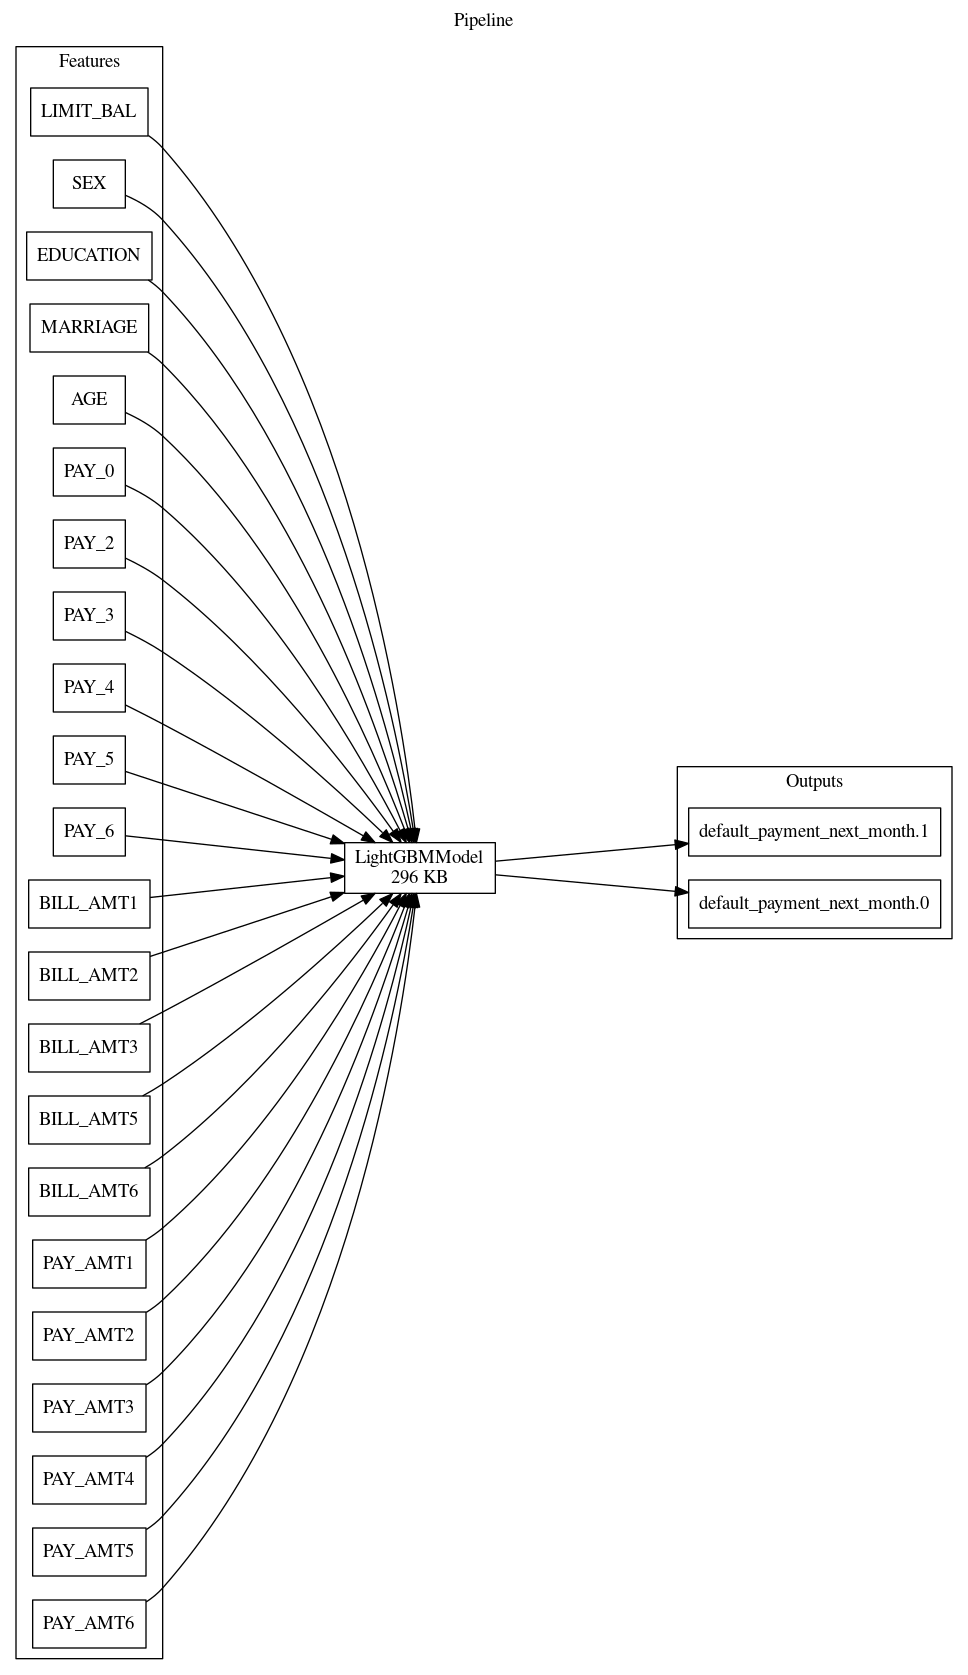 Pipeline
Features
LIMIT_BAL
SEX
EDUCATION
MARRIAGE
AGE
PAY_0
PAY_2
PAY_3
PAY_4
PAY_5
PAY_6
BILL_AMT1
BILL_AMT2
BILL_AMT3
BILL_AMT5
BILL_AMT6
PAY_AMT1
PAY_AMT2
PAY_AMT3
PAY_AMT4
PAY_AMT5
PAY_AMT6
LightGBMModel
296 KB
Outputs
default_payment_next_month.1
default_payment_next_month.0